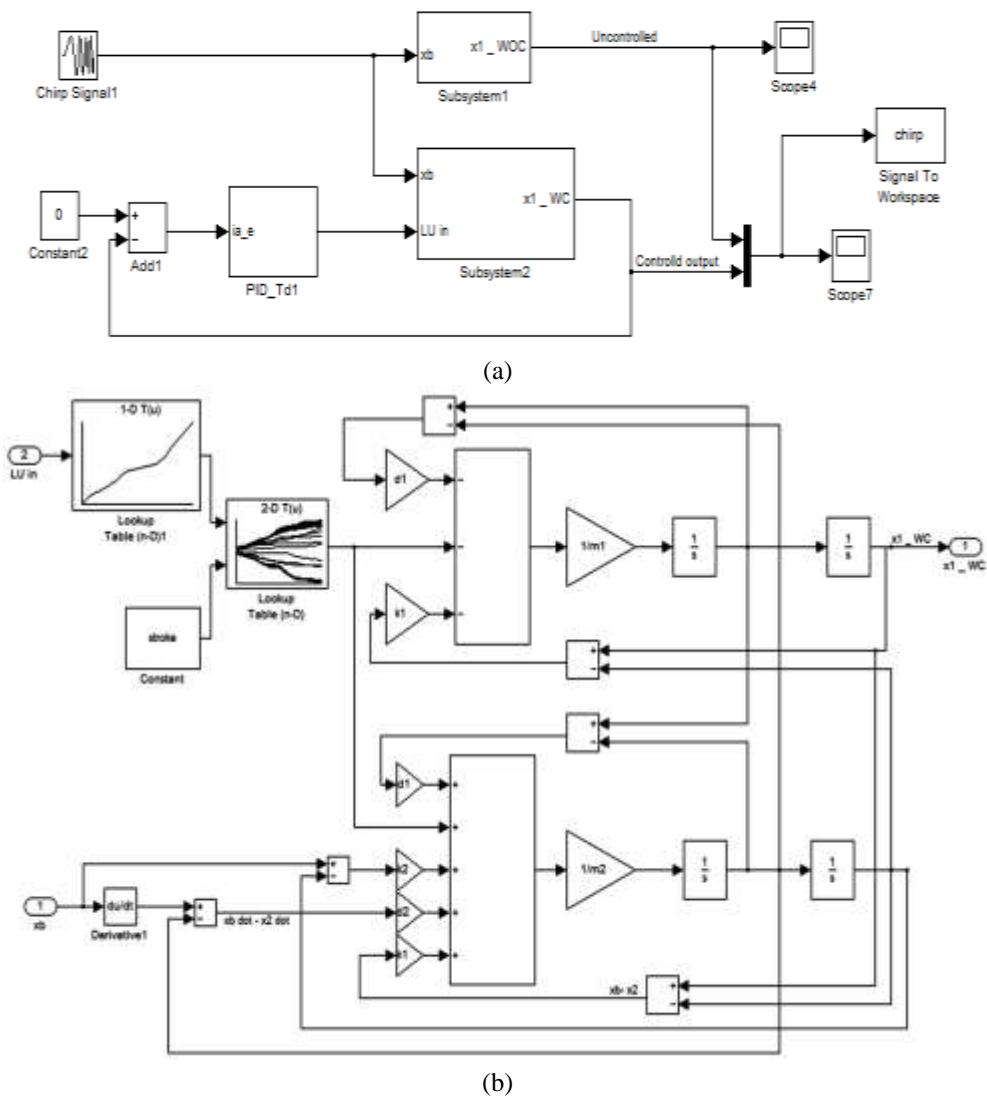 Chirp Signal1
xb
x1 _ WOC
Subsystem1
Uncontrolled
Scope4
chirp
Signal To
Workspace
0
Constant2
+
−
Add1
ia_e
PID_Td1
xb
LU in
x1 _ WC
Subsystem2
Controlld output
Scope7
(a)
2
LU in
1-D T(u)
Lookup
Table (n-D)1
2-D T(u)
Lookup
Table (n-D)
stroke
Constant
+
−
d1
−
−
−
k1
1/m1
1
s
1
s
x1 _ WC
1
x1 _ WC
+
−
+
−
d1
+
+
+
+
+
k2
d2
k1
1/m2
1
s
1
s
1
xb
du/dt
Derivative1
+
−
+
−
xb dot - x2 dot
xb- x2
+
−
(b)